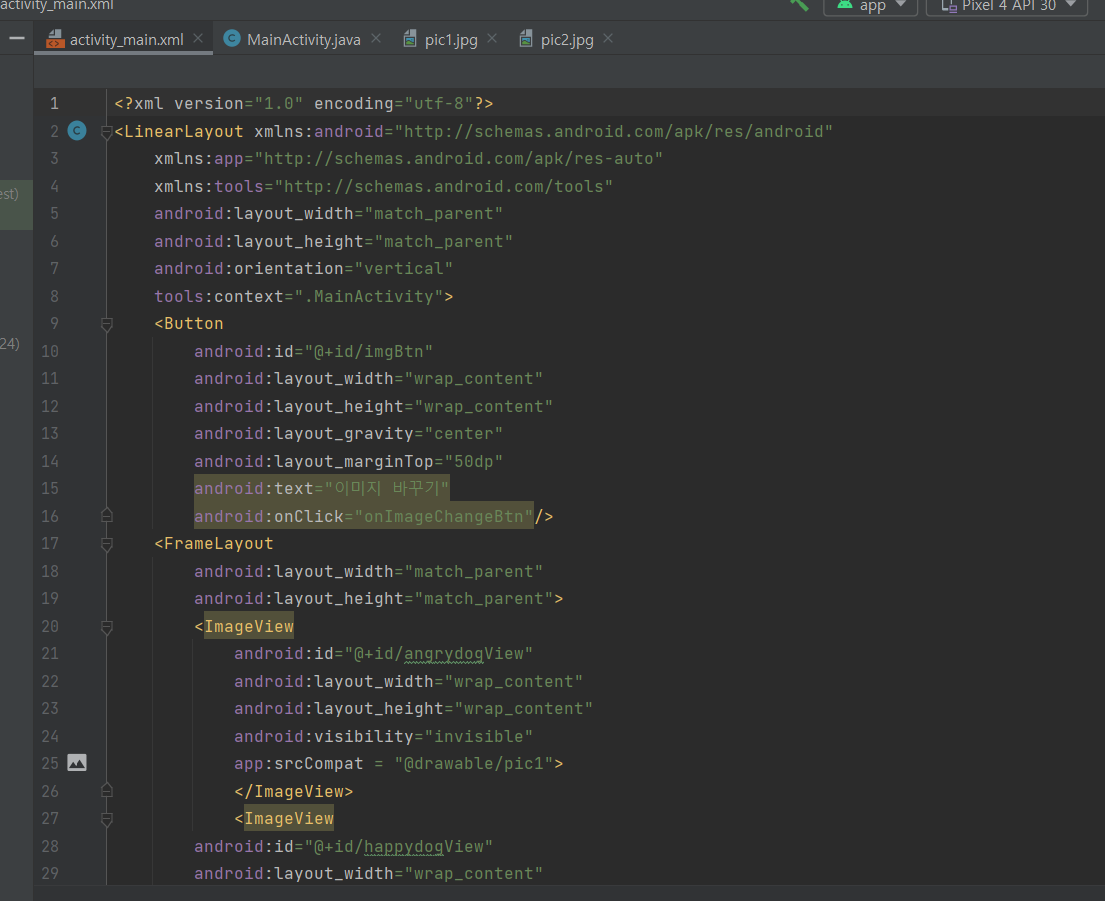 activity_main.xml
app
Pixel 4 API 30
activity_main.xml
MainActivity.java
pic1.jpg
pic2.jpg
1 <?xml version="1.0" encoding="utf-8"?>
2 <LinearLayout xmlns:android="http://schemas.android.com/apk/res/android"
3 xmlns:app="http://schemas.android.com/apk/res-auto"
4 xmlns:tools="http://schemas.android.com/tools"
5 android:layout_width="match_parent"
6 android:layout_height="match_parent"
7 android:orientation="vertical"
8 tools:context=".MainActivity">
9 <Button
10 android:id="@+id/imgBtn"
11 android:layout_width="wrap_content"
12 android:layout_height="wrap_content"
13 android:layout_gravity="center"
14 android:layout_marginTop="50dp"
15 android:text="이미지 바꾸기"
16 android:onClick="onImageChangeBtn"/>
17 <FrameLayout
18 android:layout_width="match_parent"
19 android:layout_height="match_parent">
20 <ImageView
21 android:id="@+id/angrydogView"
22 android:layout_width="wrap_content"
23 android:layout_height="wrap_content"
24 android:visibility="invisible"
25 app:srcCompat = "@drawable/pic1">
26 </ImageView>
27 <ImageView
28 android:id="@+id/happydogView"
29 android:layout_width="wrap_content"
est)
24)
C
C